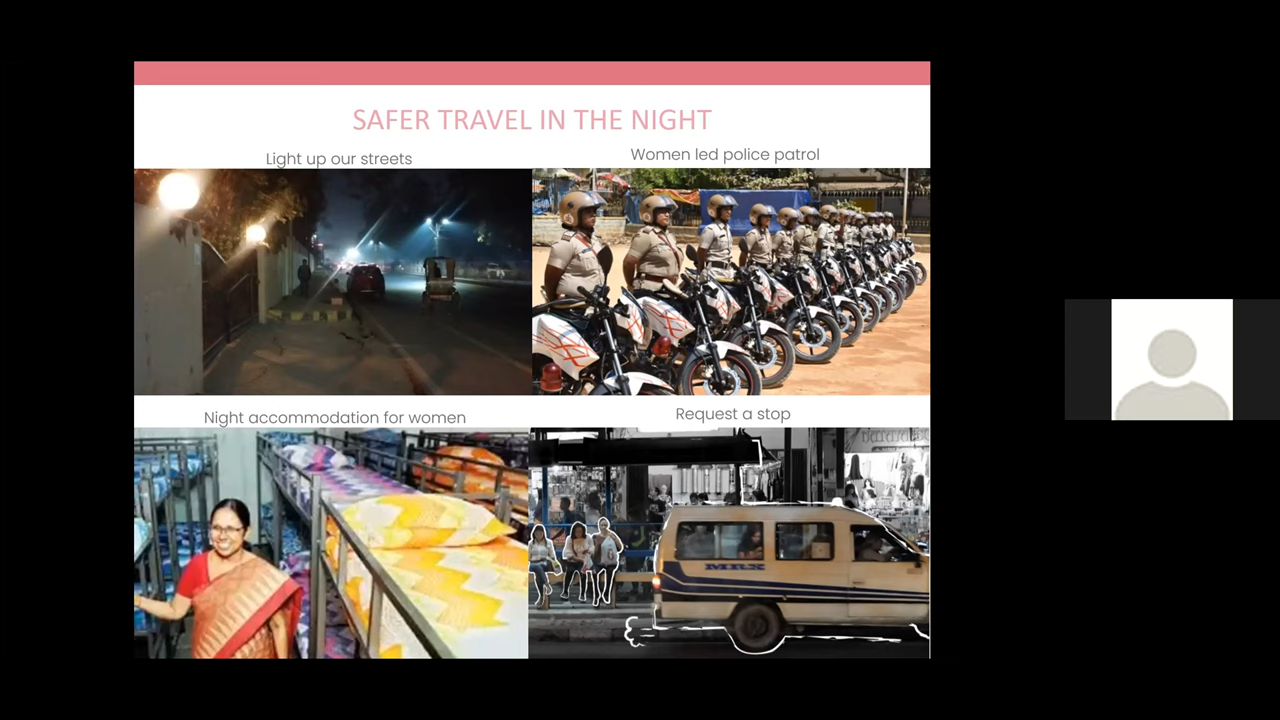 SAFER TRAVEL IN THE NIGHT
Light up our streets
Women led police patrol
Night accommodation for women
Request a stop
MRX